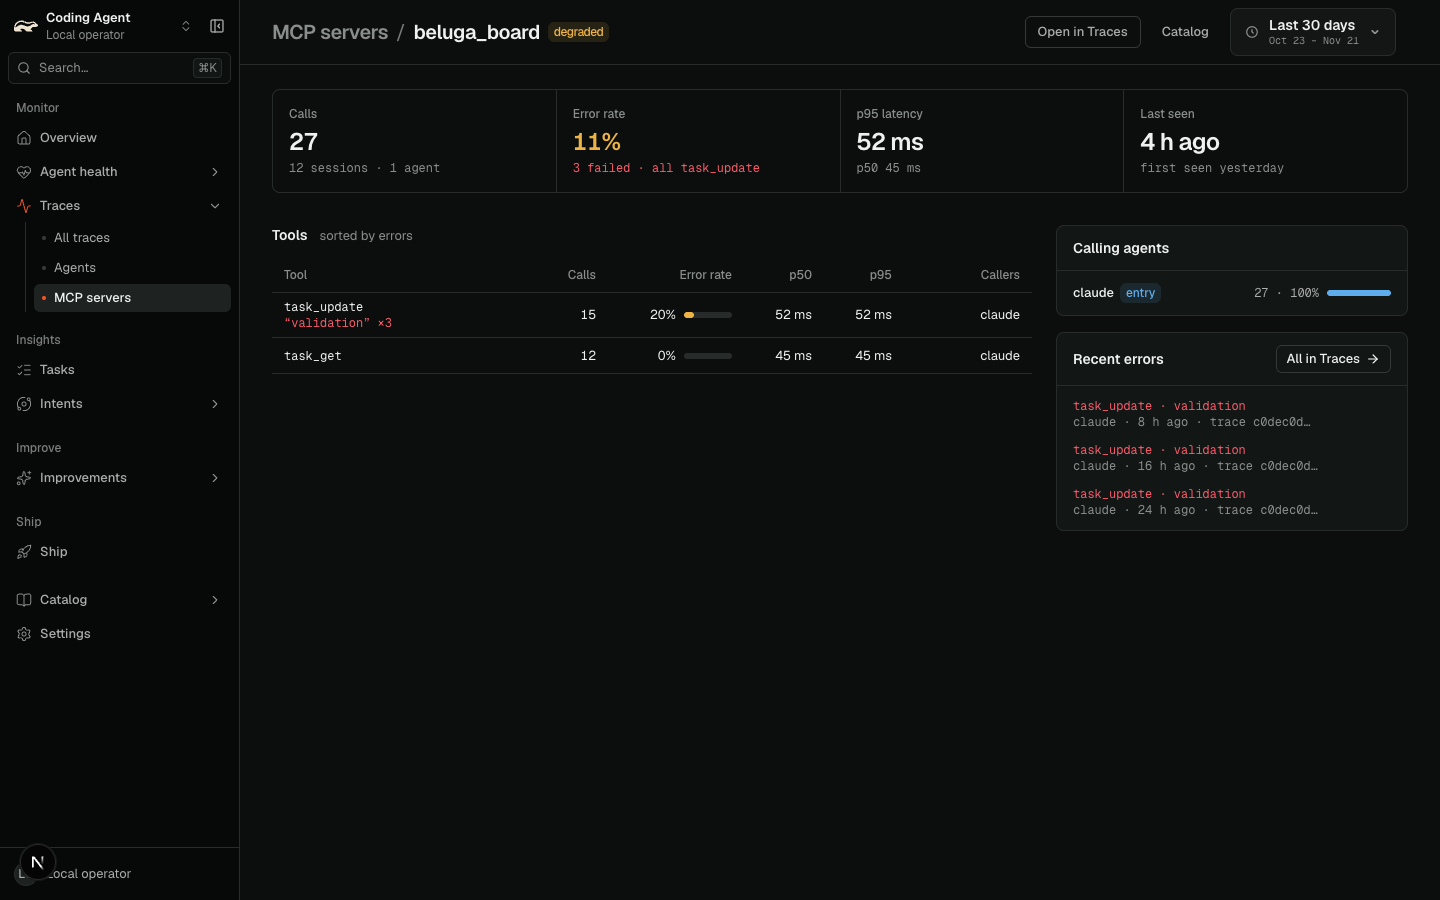 Coding Agent
Local operator
Search...
⌘K
Monitor
Overview
Agent health
Traces
All traces
Agents
MCP servers
Insights
Tasks
Intents
Improve
Improvements
Ship
Ship
Catalog
Settings
N
Local operator
MCP servers / beluga_board degraded
Open in Traces
Catalog
Last 30 days
Oct 23 – Nov 21
Calls
27
12 sessions · 1 agent
Error rate
11%
3 failed · all task_update
p95 latency
52 ms
p50 45 ms
Last seen
4 h ago
first seen yesterday
Tools sorted by errors
Tool Calls Error rate p50 p95 Callers
task_update 15 20% 52 ms 52 ms claude
“validation” ×3
task_get 12 0% 45 ms 45 ms claude
Calling agents
claude entry 27 · 100%
Recent errors
All in Traces →
task_update · validation
claude · 8 h ago · trace c0dec0d…
task_update · validation
claude · 16 h ago · trace c0dec0d…
task_update · validation
claude · 24 h ago · trace c0dec0d…